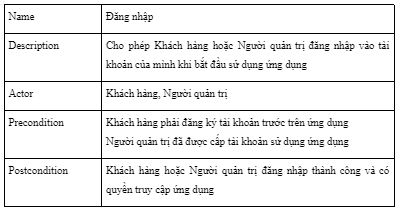 Name Đăng nhập
Description Cho phép Khách hàng hoặc Người quản trị đăng nhập vào tài
khoản của mình khi bắt đầu sử dụng ứng dụng
Actor Khách hàng, Người quản trị
Precondition Khách hàng phải đăng ký tài khoản trước trên ứng dụng
Người quản trị đã được cấp tài khoản sử dụng ứng dụng
Postcondition Khách hàng hoặc Người quản trị đăng nhập thành công và có
quyền truy cập ứng dụng